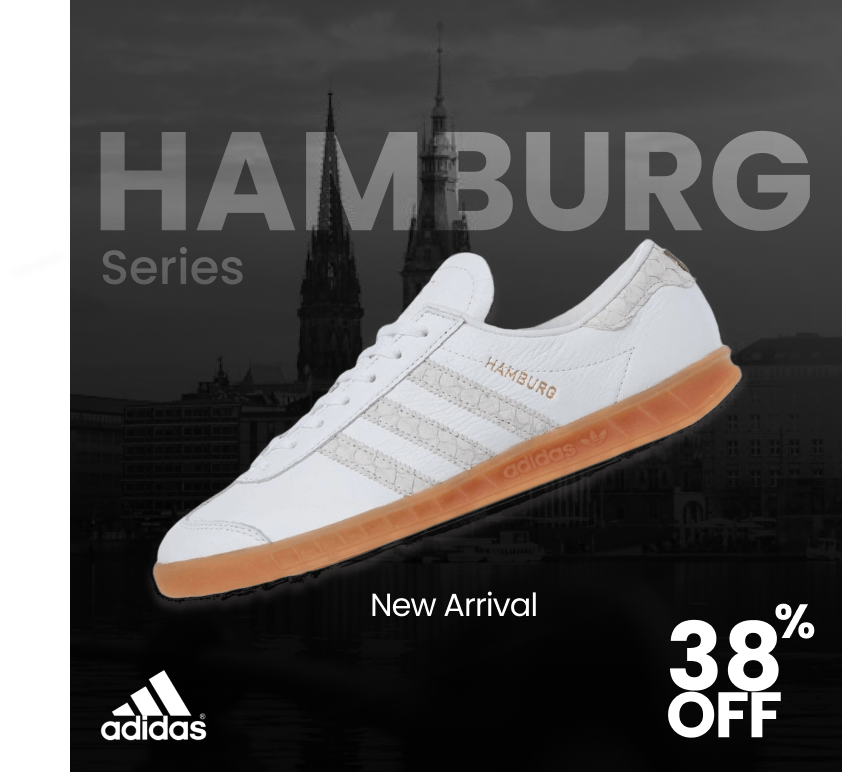 HAMBURG
Series
HAMBURG
adidas
New Arrival
38%
OFF
adidas®